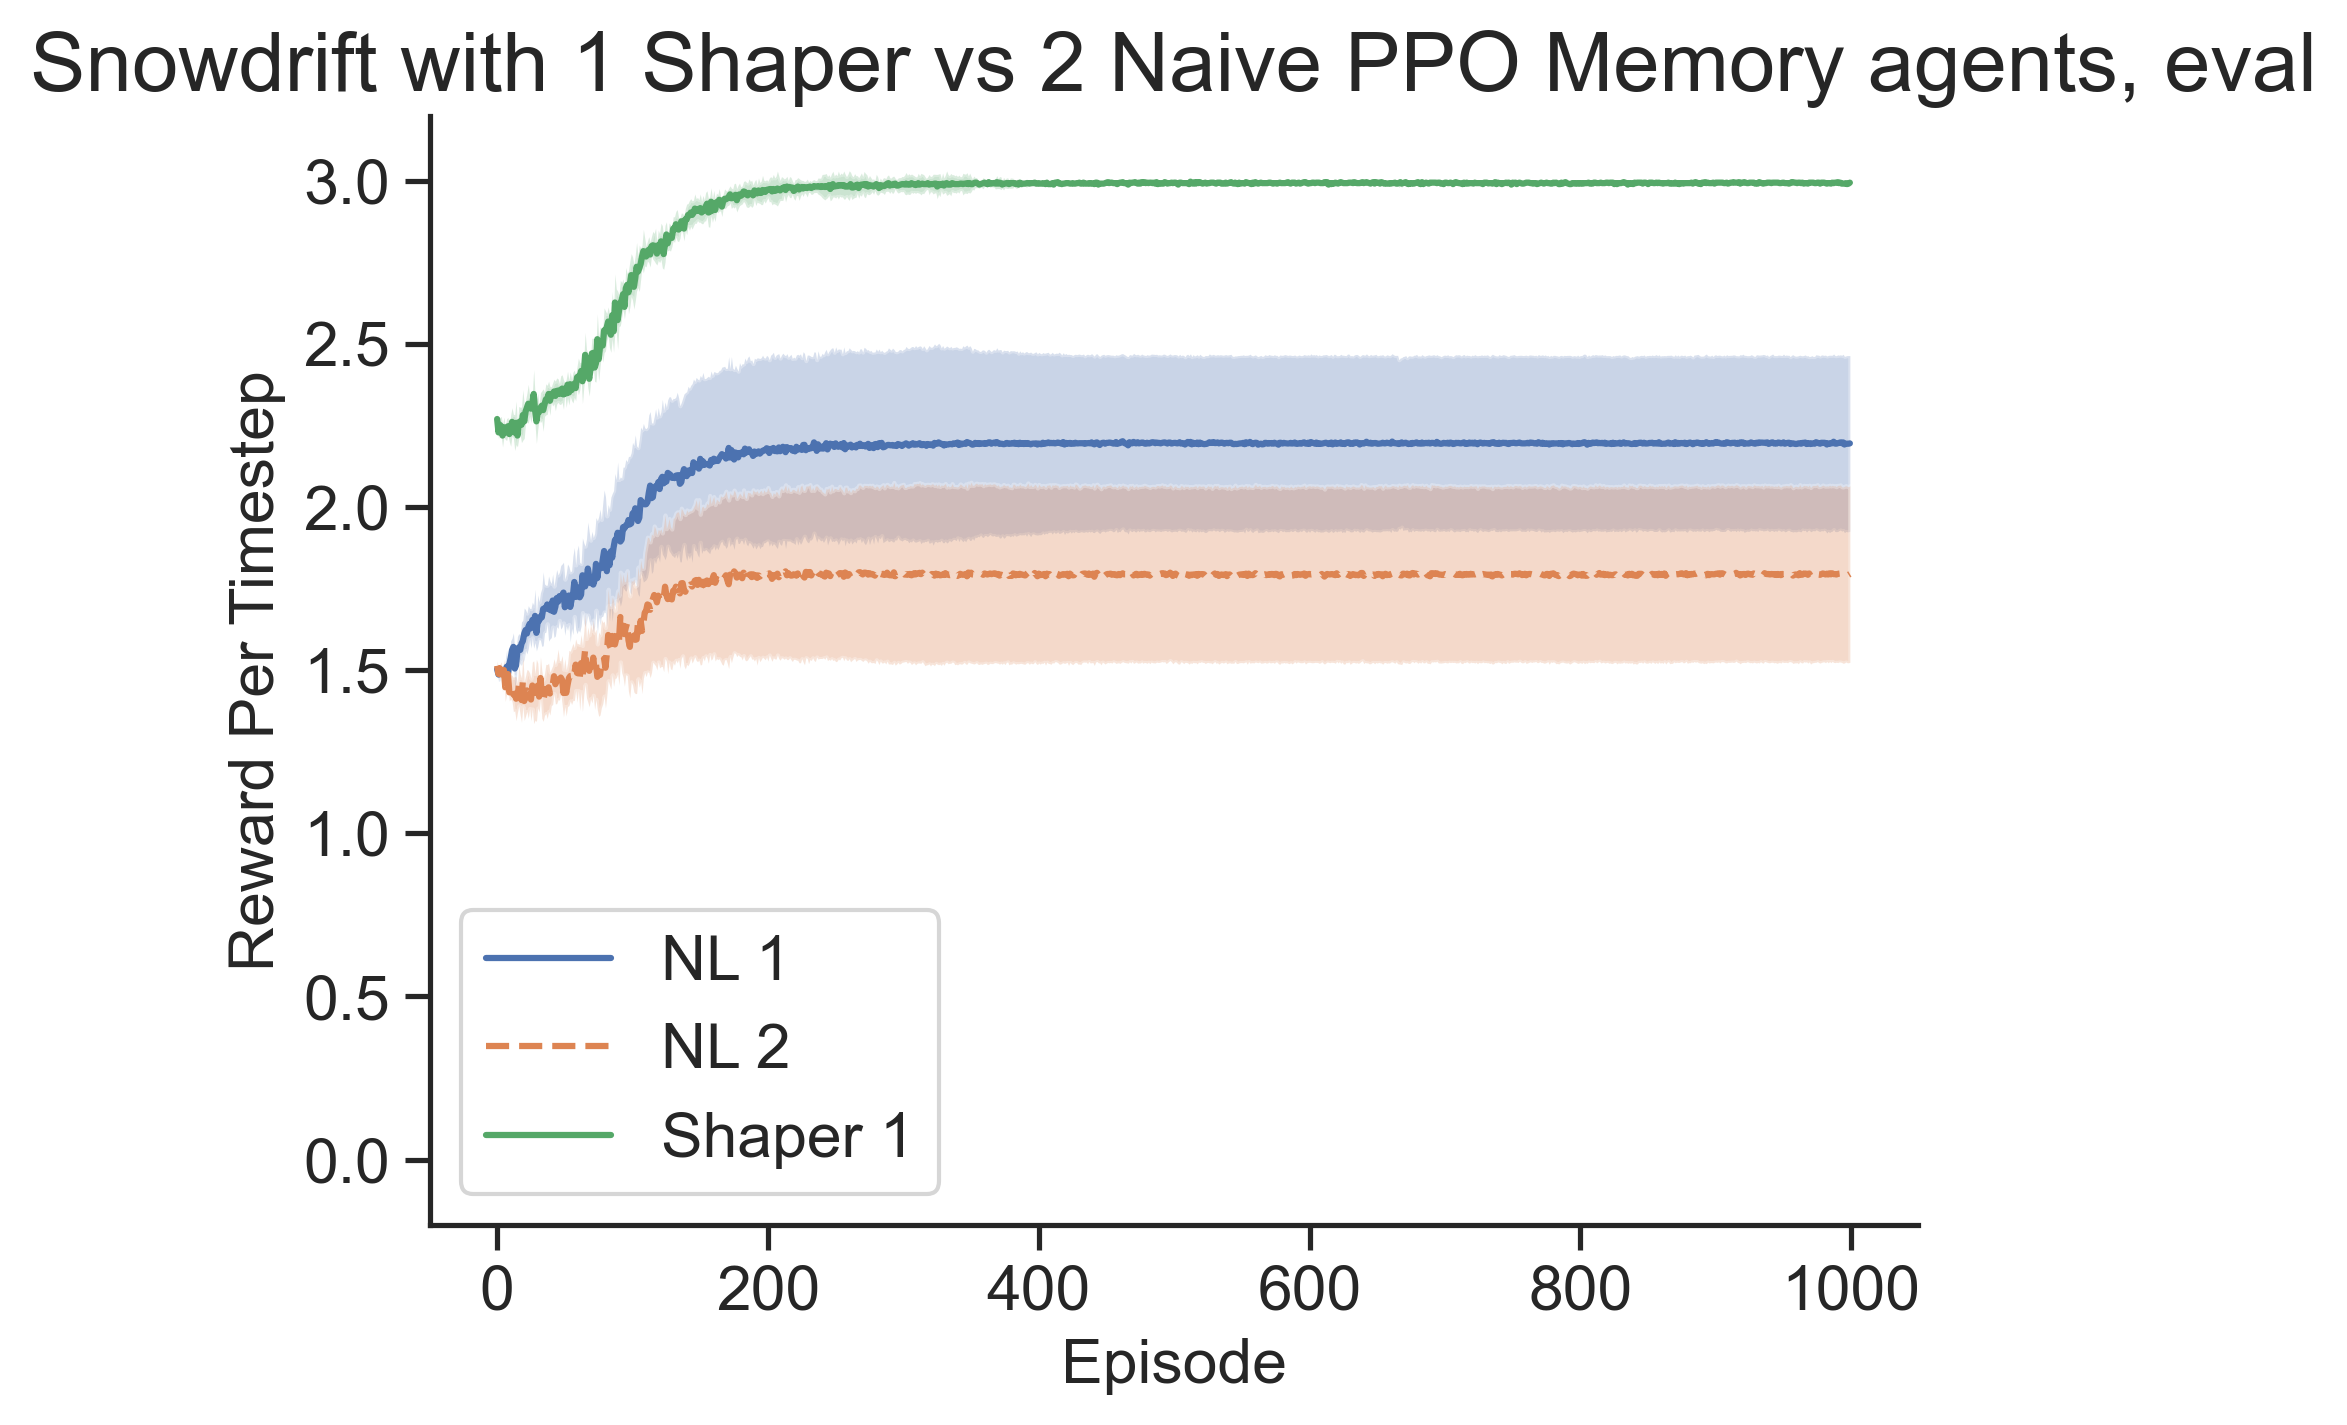 Snowdrift with 1 Shaper vs 2 Naive PPO Memory agents, eval
Reward Per Timestep
3.0
2.5
2.0
1.5
1.0
0.5
0.0
NL 1
NL 2
Shaper 1
0 200 400 600 800 1000
Episode